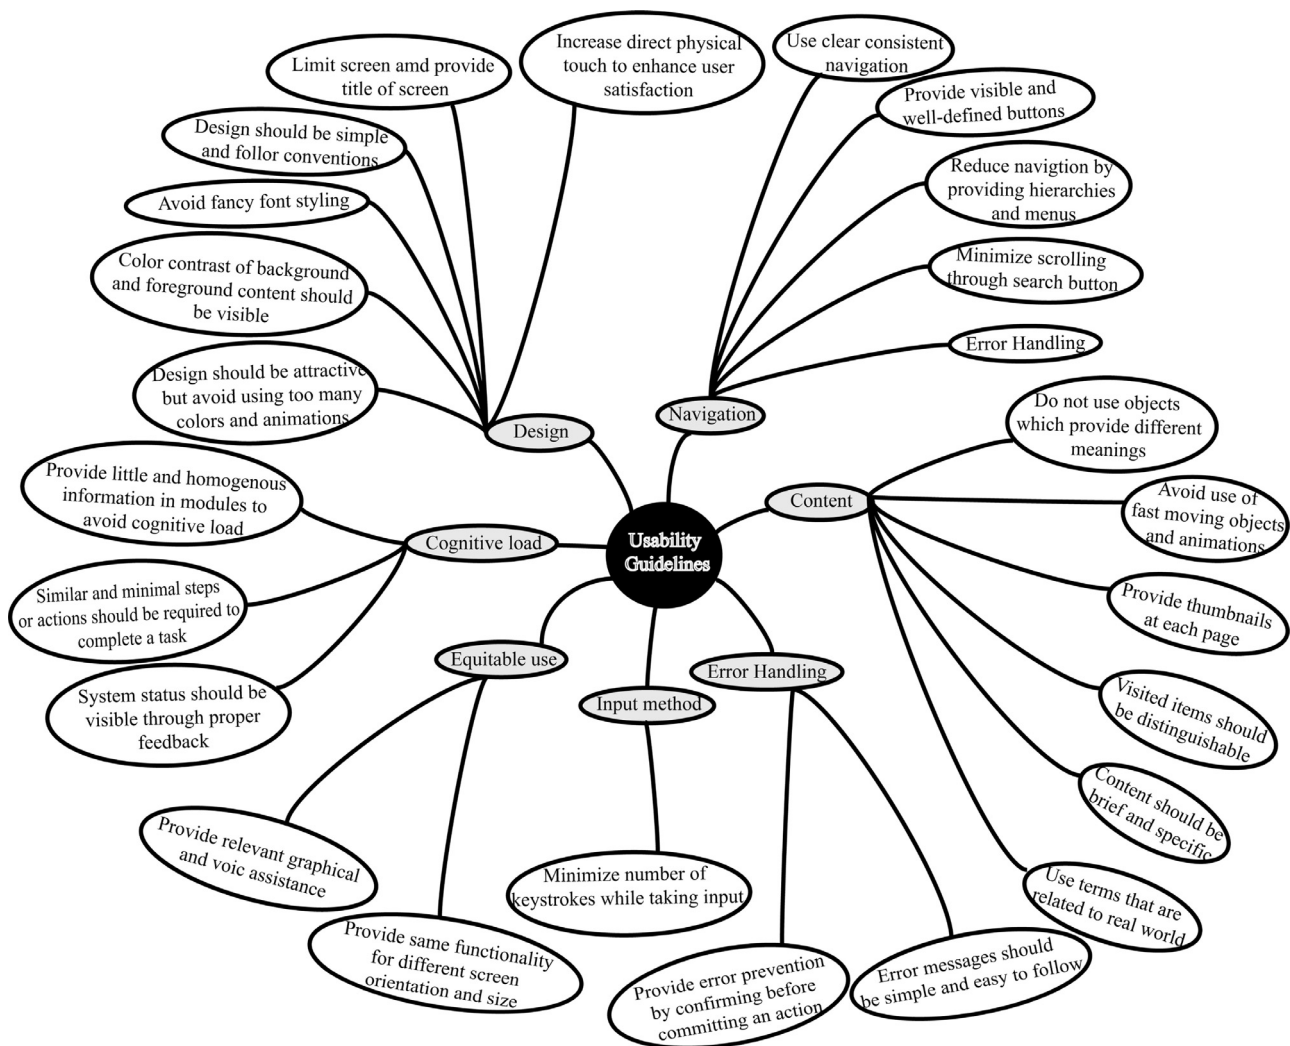 Increase direct physical
touch to enhance user
satisfaction
Use clear consistent
navigation
Limit screen amd provide
title of screen
Provide visible and
well-defined buttons
Design should be simple
and follor conventions
Reduce navigtion by
providing hierarchies
and menus
Avoid fancy font styling
Color contrast of background
and foreground content should
be visible
Minimize scrolling
through search button
Error Handling
Design should be attractive
but avoid using too many
colors and animations
Design
Navigation
Do not use objects
which provide different
meanings
Provide little and homogenous
information in modules to
avoid cognitive load
Content
Avoid use of
fast moving objects
and animations
Cognitive load
Usability
Guidelines
Similar and minimal steps
or actions should be required to
complete a task
Provide thumbnails
at each page
Equitable use
Error Handling
Input method
System status should be
visible through proper
feedback
Visited items should
be distinguishable
Content should be
brief and specific
Provide relevant graphical
and voic assistance
Minimize number of
keystrokes while taking input
Use terms that are
related to real world
Provide same functionality
for different screen
orientation and size
Provide error prevention
by confirming before
committing an action
Error messages should
be simple and easy to follow